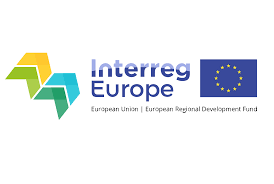 Interreg
Europe
European Union | European Regional Development Fund